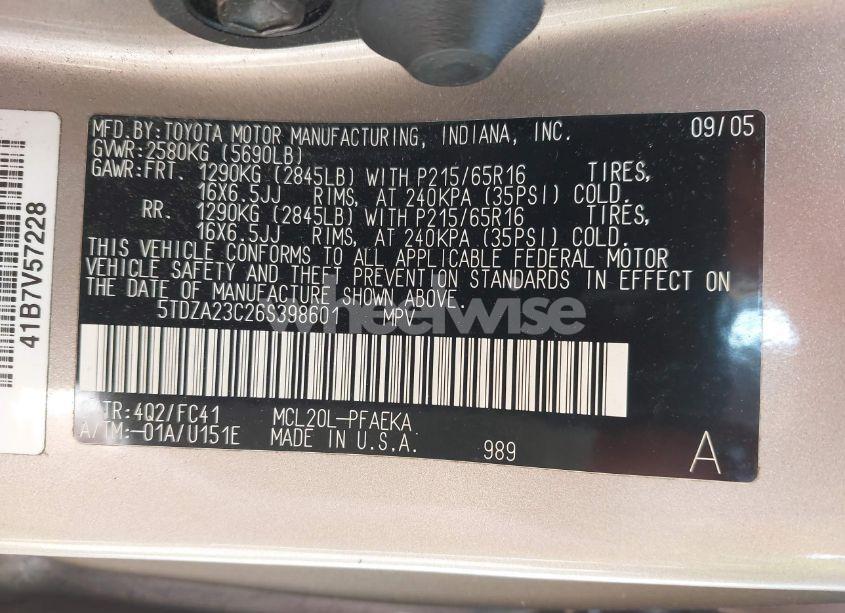 MFD.BY:TOYOTA MOTOR MANUFACTURING, INDIANA, INC. 09/05
GVWR:2580KG (5690LB)
GAWR:FRT. 1290KG (2845LB) WITH P215/65R16 TIRES,
16X6.5JJ RIMS, AT 240KPA (35PSI) COLD.
RR. 1290KG (2845LB) WITH P215/65R16 TIRES,
16X6.5JJ RIMS, AT 240KPA (35PSI) COLD.
THIS VEHICLE CONFORMS TO ALL APPLICABLE FEDERAL MOTOR
VEHICLE SAFETY AND THEFT PREVENTION STANDARDS IN EFFECT ON
THE DATE OF MANUFACTURE SHOWN ABOVE.
5TDZA23C26S398601 MPV
C/TR:4Q2/FC41 MCL20L-PFAEKA
A/TM:-01A/U151E MADE IN U.S.A. 989 A
41B7V57228
wheelwise